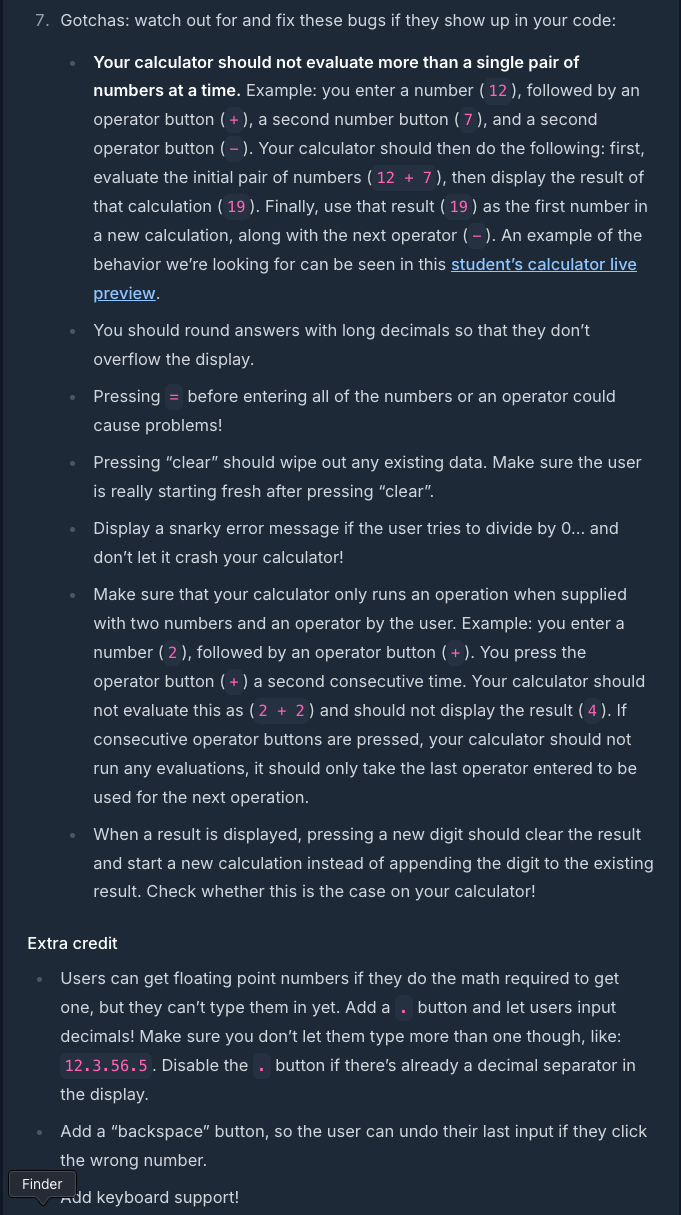 7. Gotchas: watch out for and fix these bugs if they show up in your code:
Your calculator should not evaluate more than a single pair of
numbers at a time. Example: you enter a number ( 12 ), followed by an
operator button ( + ), a second number button ( 7 ), and a second
operator button ( - ). Your calculator should then do the following: first,
evaluate the initial pair of numbers ( 12 + 7 ), then display the result of
that calculation ( 19 ). Finally, use that result ( 19 ) as the first number in
a new calculation, along with the next operator ( - ). An example of the
behavior we’re looking for can be seen in this student’s calculator live
preview.
You should round answers with long decimals so that they don’t
overflow the display.
Pressing = before entering all of the numbers or an operator could
cause problems!
Pressing “clear” should wipe out any existing data. Make sure the user
is really starting fresh after pressing “clear”.
Display a snarky error message if the user tries to divide by 0… and
don’t let it crash your calculator!
Make sure that your calculator only runs an operation when supplied
with two numbers and an operator by the user. Example: you enter a
number ( 2 ), followed by an operator button ( + ). You press the
operator button ( + ) a second consecutive time. Your calculator should
not evaluate this as ( 2 + 2 ) and should not display the result ( 4 ). If
consecutive operator buttons are pressed, your calculator should not
run any evaluations, it should only take the last operator entered to be
used for the next operation.
When a result is displayed, pressing a new digit should clear the result
and start a new calculation instead of appending the digit to the existing
result. Check whether this is the case on your calculator!
Extra credit
Users can get floating point numbers if they do the math required to get
one, but they can’t type them in yet. Add a . button and let users input
decimals! Make sure you don’t let them type more than one though, like:
12.3.56.5 . Disable the . button if there’s already a decimal separator in
the display.
Add a “backspace” button, so the user can undo their last input if they click
the wrong number.
Finder
Add keyboard support!